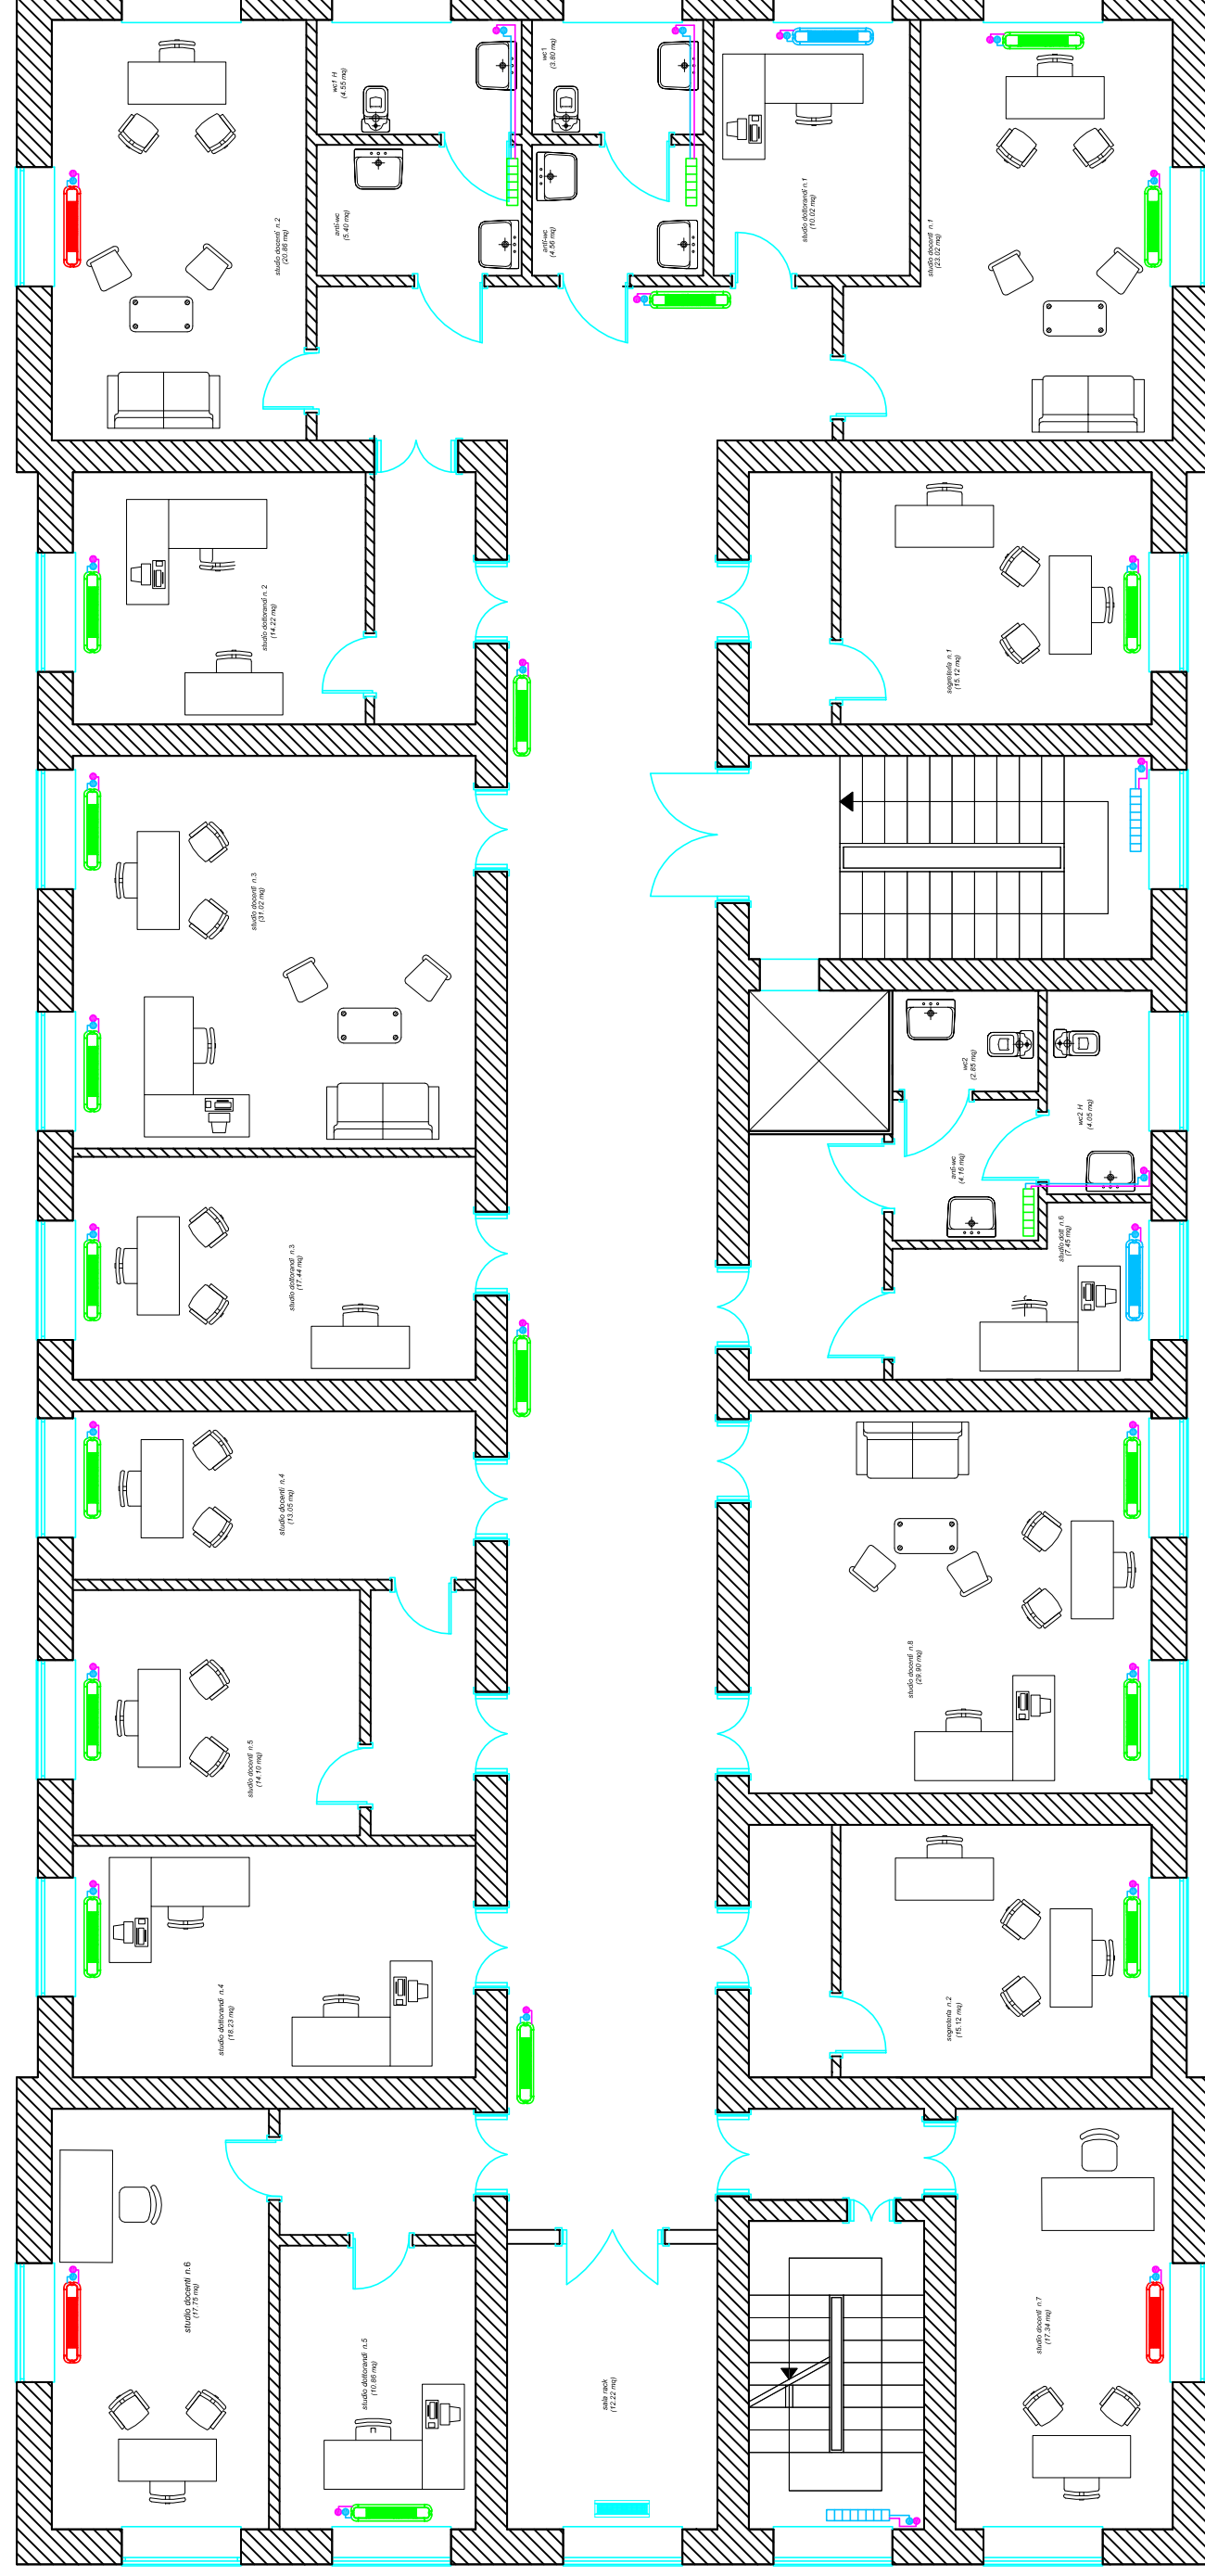 wc1 H
(4.55 mq)
wc1
(3.80 mq)
anti-wc
(5.40 mq)
anti-wc
(4.56 mq)
studio dottorandi n.1
(10.02 mq)
studio docenti n.2
(20.86 mq)
studio docenti n.1
(23.02 mq)
studio dottorandi n.2
(14.22 mq)
segreteria n.1
(15.12 mq)
studio docenti n.3
(31.02 mq)
wc2
(2.85 mq)
wc2 H
(4.05 mq)
anti-wc
(4.16 mq)
studio dott. n.6
(7.45 mq)
studio dottorandi n.3
(17.44 mq)
studio docenti n.4
(13.05 mq)
studio docenti n.8
(29.90 mq)
studio docenti n.5
(14.10 mq)
studio dottorandi n.4
(18.23 mq)
segreteria n.2
(15.12 mq)
studio docenti n.6
(17.75 mq)
studio docenti n.7
(17.34 mq)
studio dottorandi n.5
(10.86 mq)
sala rack
(12.22 mq)